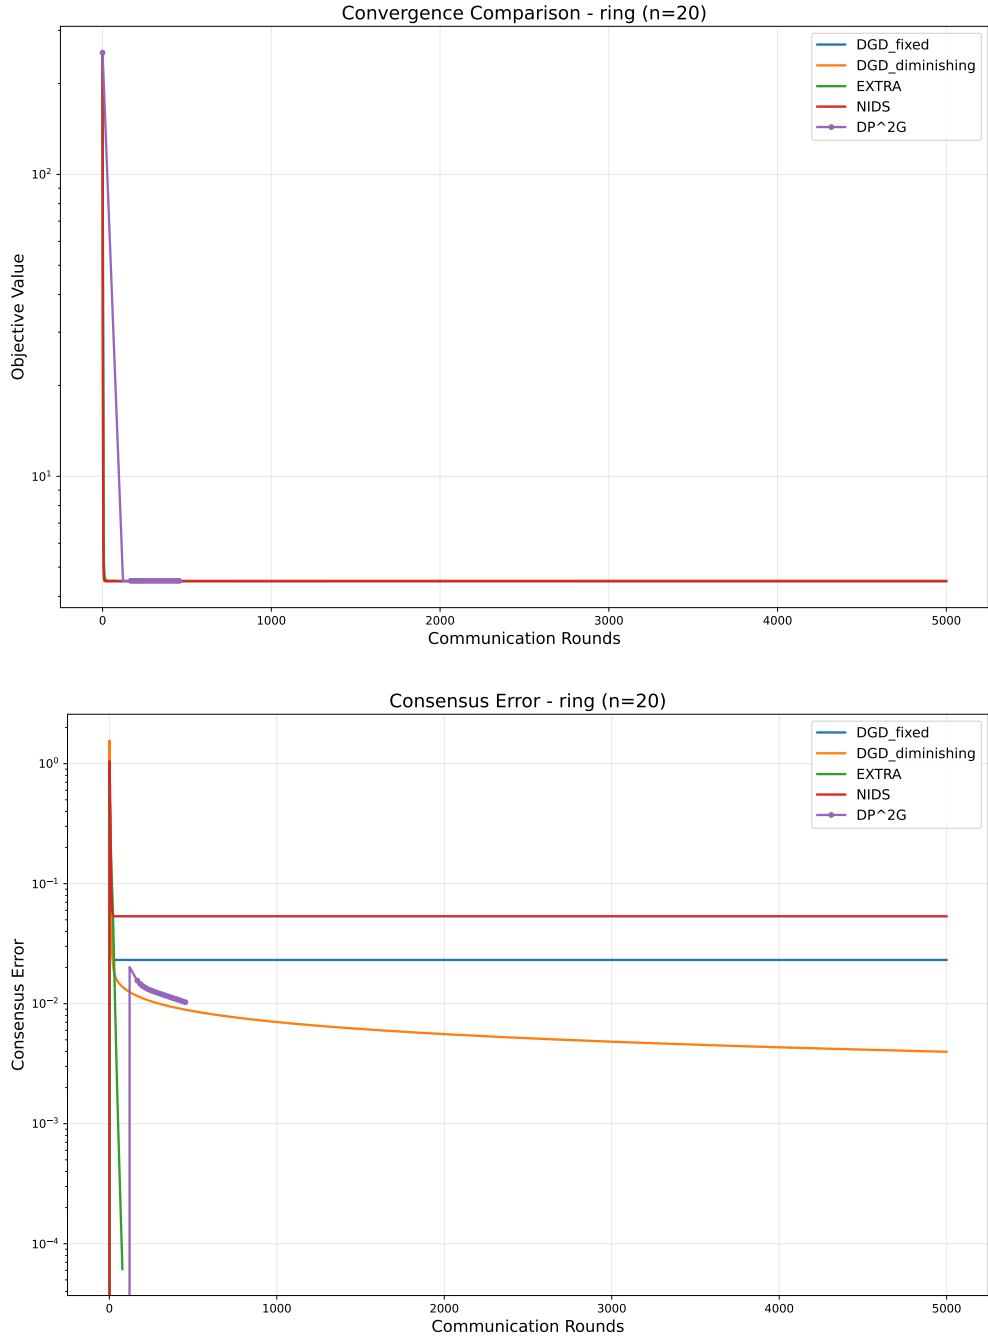 Convergence Comparison - ring (n=20)
DGD_fixed
DGD_diminishing
EXTRA
NIDS
DP^2G
Objective Value
10²
10¹
0 1000 2000 3000 4000 5000
Communication Rounds
Consensus Error - ring (n=20)
DGD_fixed
DGD_diminishing
EXTRA
NIDS
DP^2G
Consensus Error
10⁰
10⁻¹
10⁻²
10⁻³
10⁻⁴
0 1000 2000 3000 4000 5000
Communication Rounds